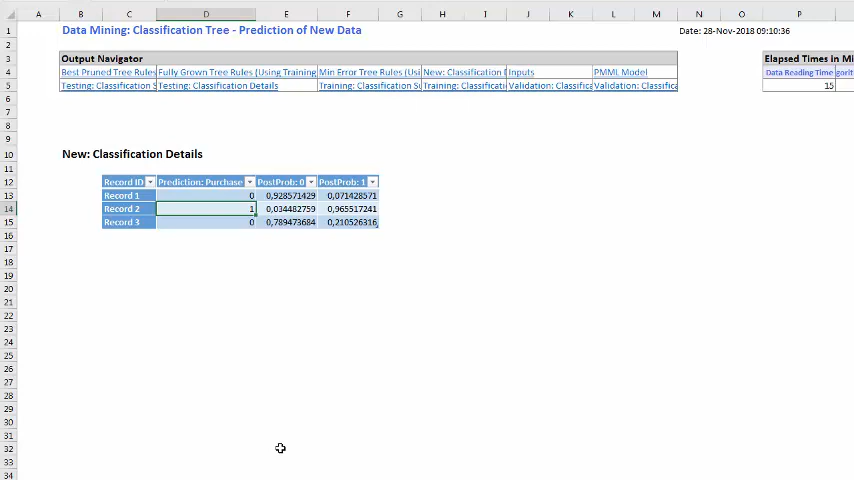 A B C D E F G H I J K L M N O P
1 Data Mining: Classification Tree - Prediction of New Data Date: 28-Nov-2018 09:10:36
2
3 Output Navigator Elapsed Times in Mi
4 Best Pruned Tree Rules Fully Grown Tree Rules (Using Training Min Error Tree Rules (Usi New: Classification Inputs PMML Model Data Reading Time gorit
5 Testing: Classification S Testing: Classification Details Training: Classification Su Training: Classificati Validation: Classifica Validation: Classifica 15
6
7
8
9
10 New: Classification Details
11
12 Record ID Prediction: Purchase PostProb: 0 PostProb: 1
13 Record 1 0 0,928571429 0,071428571
14 Record 2 1 0,034482759 0,965517241
15 Record 3 0 0,789473684 0,210526316
16
17
18
19
20
21
22
23
24
25
26
27
28
29
30
31
32
33
34